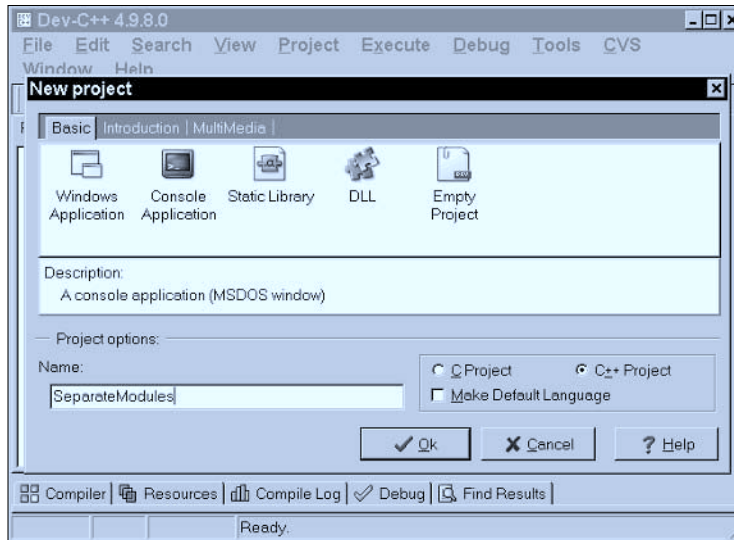 Dev-C++ 4.9.8.0
File Edit Search View Project Execute Debug Tools CVS
Window Help
New project
Basic Introduction MultiMedia
Windows Application
Console Application
Static Library
DLL
Empty Project
Description:
A console application (MSDOS window)
Project options:
Name:
SeparateModules
C Project C++ Project
Make Default Language
Ok Cancel Help
Compiler Resources Compile Log Debug Find Results
Ready.